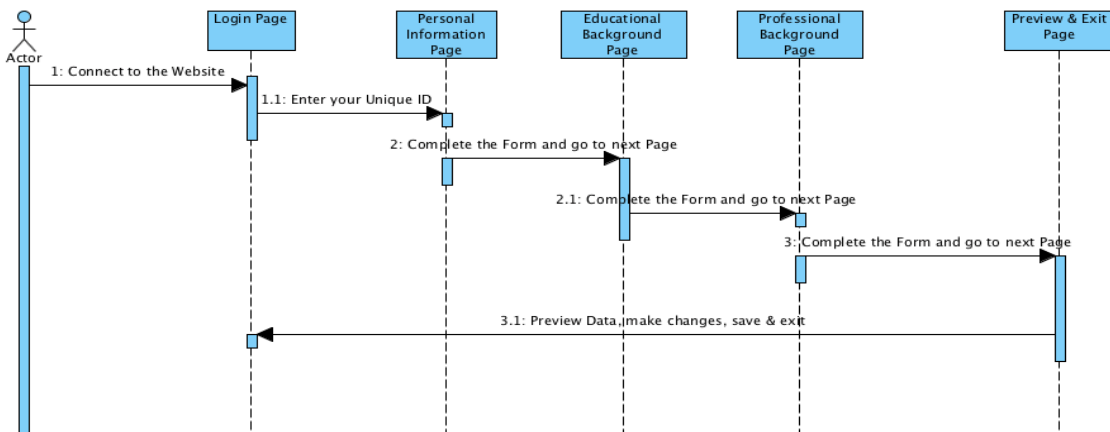 Actor
Login Page
Personal
Information
Page
Educational
Background
Page
Professional
Background
Page
Preview & Exit
Page
1: Connect to the Website
1.1: Enter your Unique ID
2: Complete the Form and go to next Page
2.1: Complete the Form and go to next Page
3: Complete the Form and go to next Page
3.1: Preview Data, make changes, save & exit